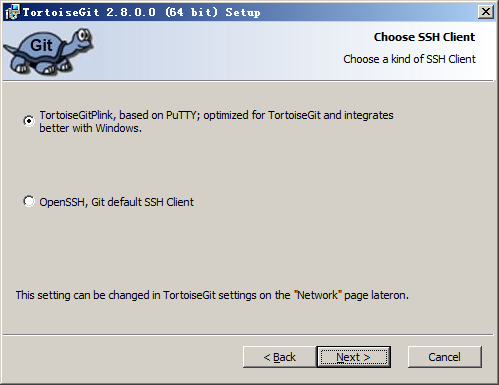 TortoiseGit 2.8.0.0 (64 bit) Setup
Git
Choose SSH Client
Choose a kind of SSH Client
TortoiseGitPlink, based on PuTTY; optimized for TortoiseGit and integrates
better with Windows.
OpenSSH, Git default SSH Client
This setting can be changed in TortoiseGit settings on the "Network" page lateron.
< Back
Next >
Cancel